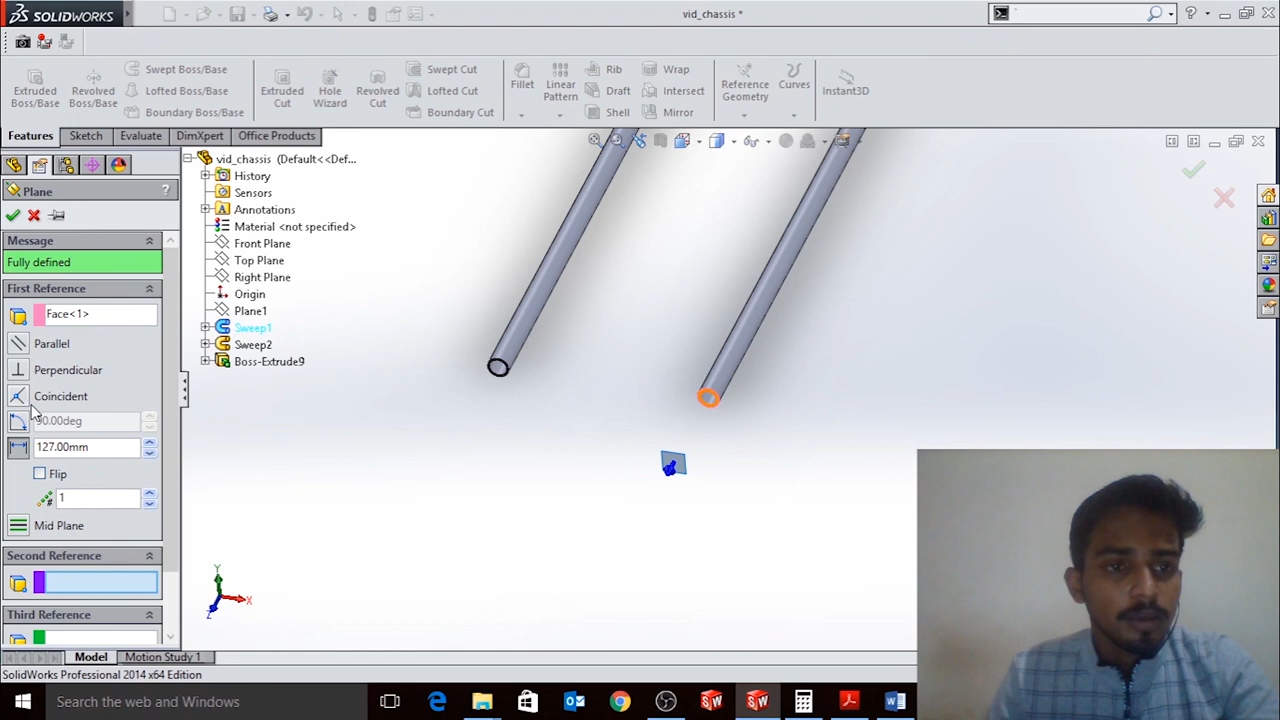 SOLIDWORKS
vid_chassis *
Extruded Boss/Base
Revolved Boss/Base
Swept Boss/Base
Lofted Boss/Base
Boundary Boss/Base
Extruded Cut
Hole Wizard
Revolved Cut
Swept Cut
Lofted Cut
Boundary Cut
Fillet
Linear Pattern
Rib
Draft
Shell
Wrap
Intersect
Mirror
Reference Geometry
Curves
Instant3D
Features
Sketch
Evaluate
DimXpert
Office Products
Plane
?
Message
Fully defined
First Reference
Face<1>
Parallel
Perpendicular
Coincident
90.00deg
127.00mm
Flip
1
Mid Plane
Second Reference
Third Reference
vid_chassis (Default<<Def...
History
Sensors
Annotations
Material <not specified>
Front Plane
Top Plane
Right Plane
Origin
Plane1
Sweep1
Sweep2
Boss-Extrude9
Y
X
Z
Model
Motion Study 1
SolidWorks Professional 2014 x64 Edition
Search the web and Windows